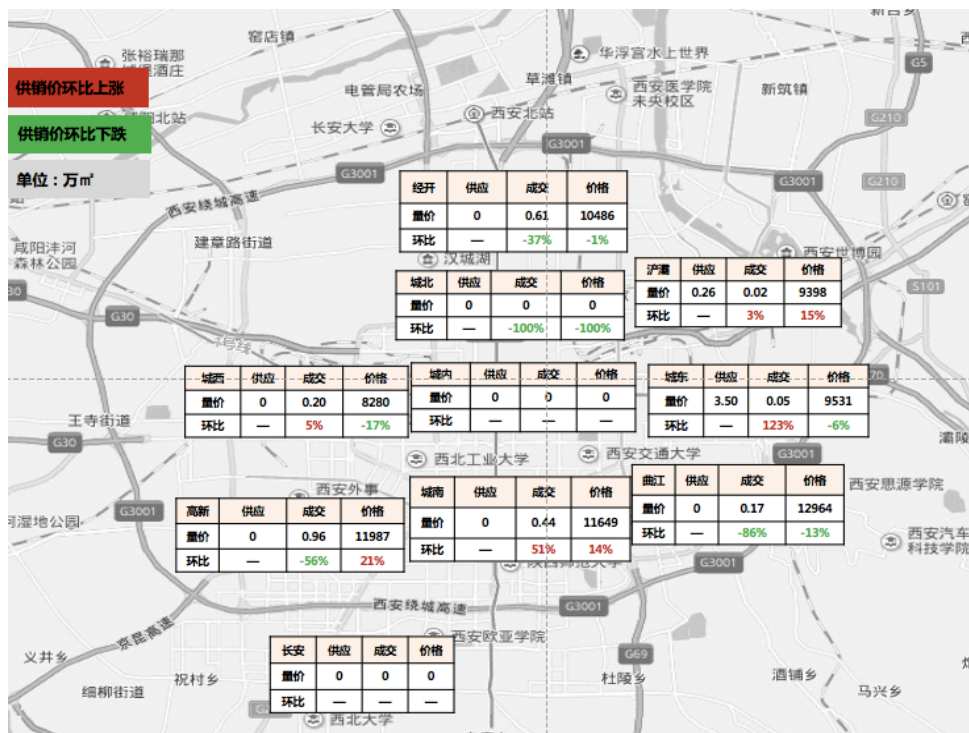 窑店镇
张裕瑞那
华浮宫水上世界
G5
供销价环比上涨
草滩镇
电管局农场
西安医学院
未央校区
新筑镇
供销价环比下跌
长安大学
西安北站
G210
G3001
单位：万㎡
G3001
G3001
G210
西安绕城高速
经开 供应 成交 价格
量价 0 0.61 10486
环比 — -37% -1%
建章路街道
咸阳沣河
森林公园
汉城湖
西安世博园
城北 供应 成交 价格
量价 0 0 0
环比 — -100% -100%
浐灞 供应 成交 价格
量价 0.26 0.02 9398
环比 — 3% 15%
S101
G30
1号线
城西 供应 成交 价格
量价 0 0.20 8280
环比 — 5% -17%
城内 供应 成交 价格
量价 0 0 0
环比 — — —
城东 供应 成交 价格
量价 3.50 0.05 9531
环比 — 123% -6%
王寺街道
G30
西北工业大学
西安交通大学
G3001
西安外事
西安思源学院
高新 供应 成交 价格
量价 0 0.96 11987
环比 — -56% 21%
城南 供应 成交 价格
量价 0 0.44 11649
环比 — 51% 14%
曲江 供应 成交 价格
量价 0 0.17 12964
环比 — -86% -13%
G3001
河湿地公园
西安汽车
科技学院
陕西师范大学
G3001
西安绕城高速
G3001
京昆高速
西安欧亚学院
长安 供应 成交 价格
量价 0 0 0
环比 — — —
义井乡
祝村乡
细柳街道
G69
杜陵乡
酒铺乡
马兴乡
西北大学